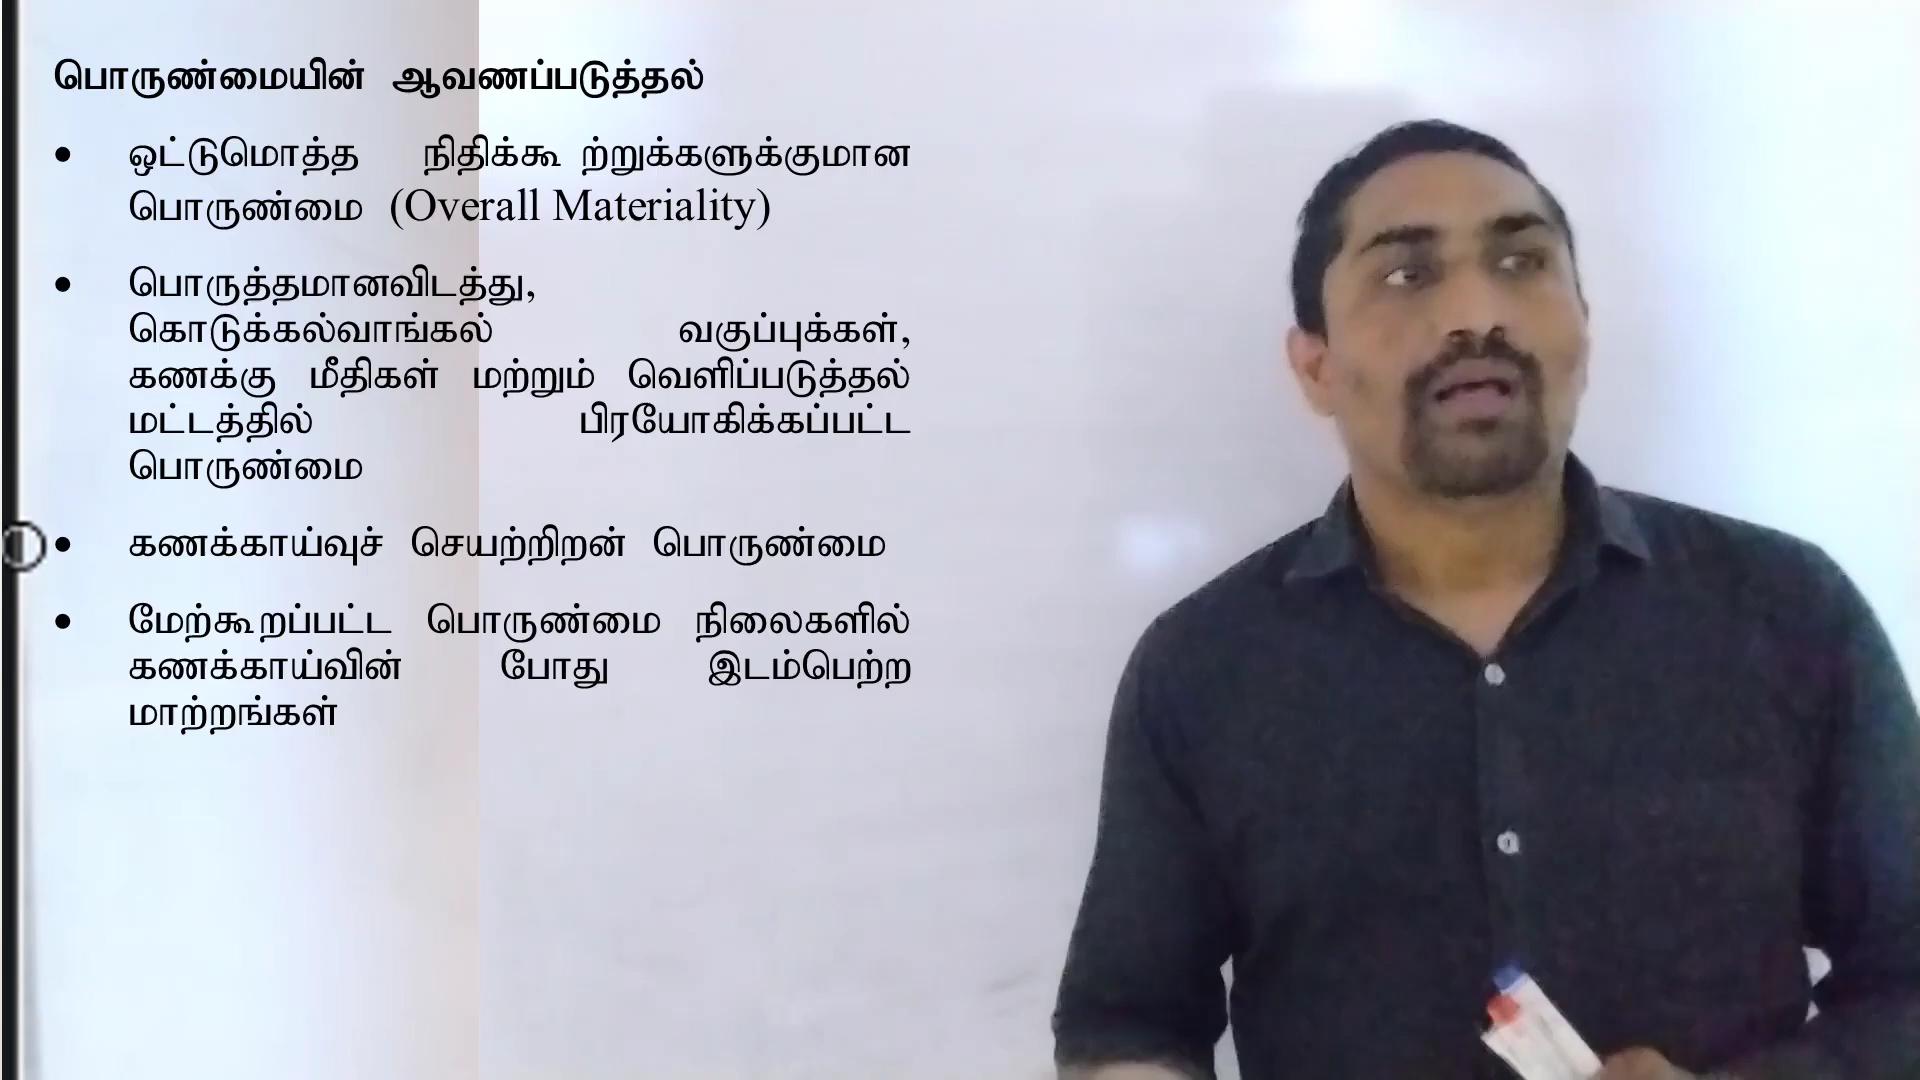 பொருண்மையின் ஆவணப்படுத்தல்
• ஒட்டுமொத்த நிதிக்கூ ற்றுக்களுக்குமான
பொருண்மை (Overall Materiality)
• பொருத்தமானவிடத்து,
கொடுக்கல்வாங்கல் வகுப்புக்கள்,
கணக்கு மீதிகள் மற்றும் வெளிப்படுத்தல்
மட்டத்தில் பிரயோகிக்கப்பட்ட
பொருண்மை
• கணக்காய்வுச் செயற்றிறன் பொருண்மை
• மேற்கூறப்பட்ட பொருண்மை நிலைகளில்
கணக்காய்வின் போது இடம்பெற்ற
மாற்றங்கள்